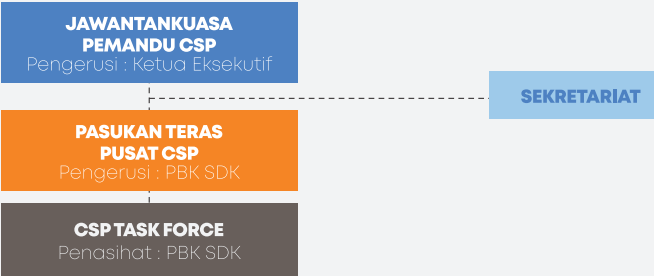 JAWANTANKUASA
PEMANDU CSP
Pengerusi : Ketua Eksekutif
SEKRETARIAT
PASUKAN TERAS
PUSAT CSP
Pengerusi : PBK SDK
CSP TASK FORCE
Penasihat : PBK SDK